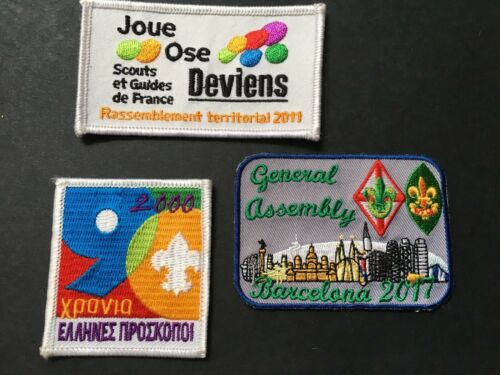 Joue
Ose
Scouts
et Guides
de France
Deviens
Rassemblement territorial 2011
2000
90
χρονια
ΕΛΛΗΝΕΣ ΠΡΟΣΚΟΠΟΙ
General
Assembly
Barcelona 2017